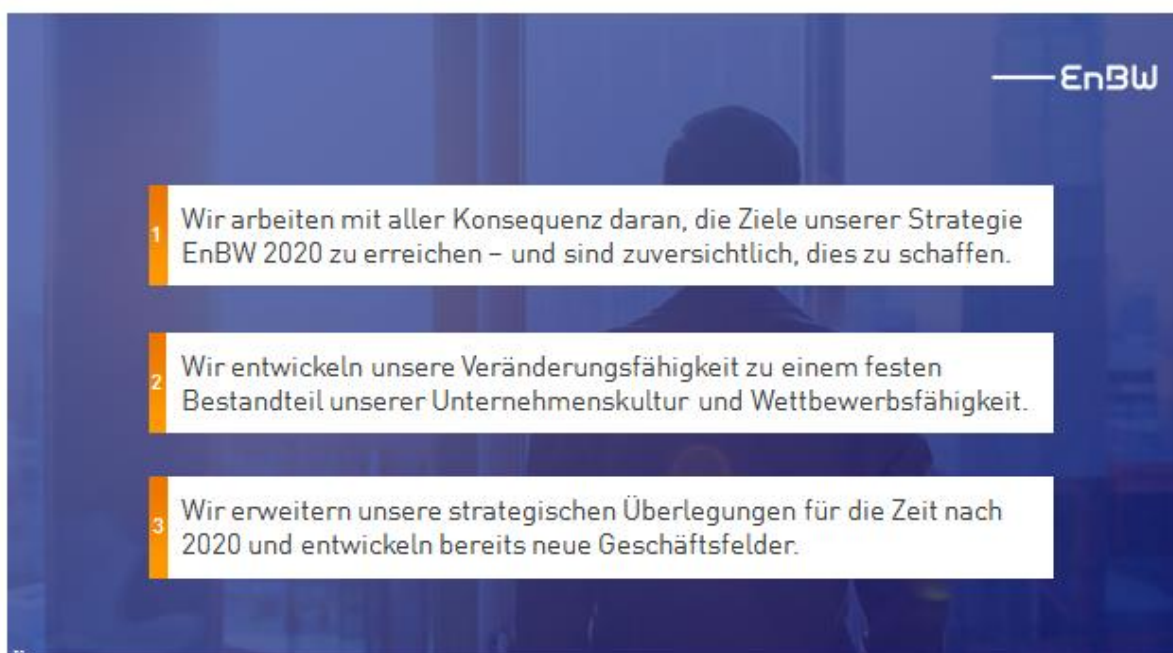 EnBW
1
Wir arbeiten mit aller Konsequenz daran, die Ziele unserer Strategie
EnBW 2020 zu erreichen – und sind zuversichtlich, dies zu schaffen.
2
Wir entwickeln unsere Veränderungsfähigkeit zu einem festen
Bestandteil unserer Unternehmenskultur und Wettbewerbsfähigkeit.
3
Wir erweitern unsere strategischen Überlegungen für die Zeit nach
2020 und entwickeln bereits neue Geschäftsfelder.